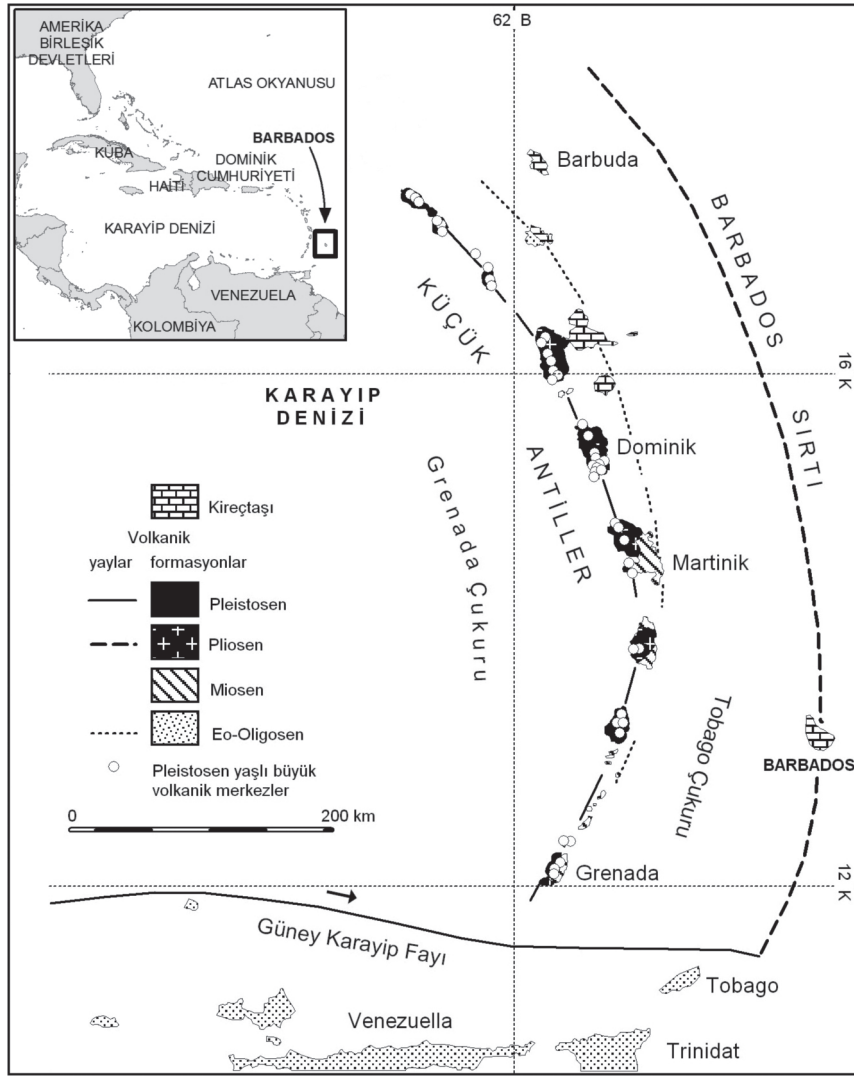 62 B
AMERİKA
BİRLEŞİK
DEVLETLERİ
ATLAS OKYANUSU
BARBADOS
KUBA
DOMİNİK
CUMHURİYETİ
HAİTİ
KARAYİP DENİZİ
VENEZUELA
KOLOMBİYA
Barbuda
BARBADOS SIRTI
KÜÇÜK ANTİLLER
16 K
KARAYIP
DENİZİ
Grenada Çukuru
Dominik
Martinik
Kireçtaşı
Volkanik
yaylar formasyonlar
Pleistosen
Pliosen
Miosen
Eo-Oligosen
Pleistosen yaşlı büyük
volkanik merkezler
0 200 km
Tobago Çukuru
BARBADOS
Grenada
12 K
Güney Karayip Fayı
Tobago
Venezuella
Trinidat